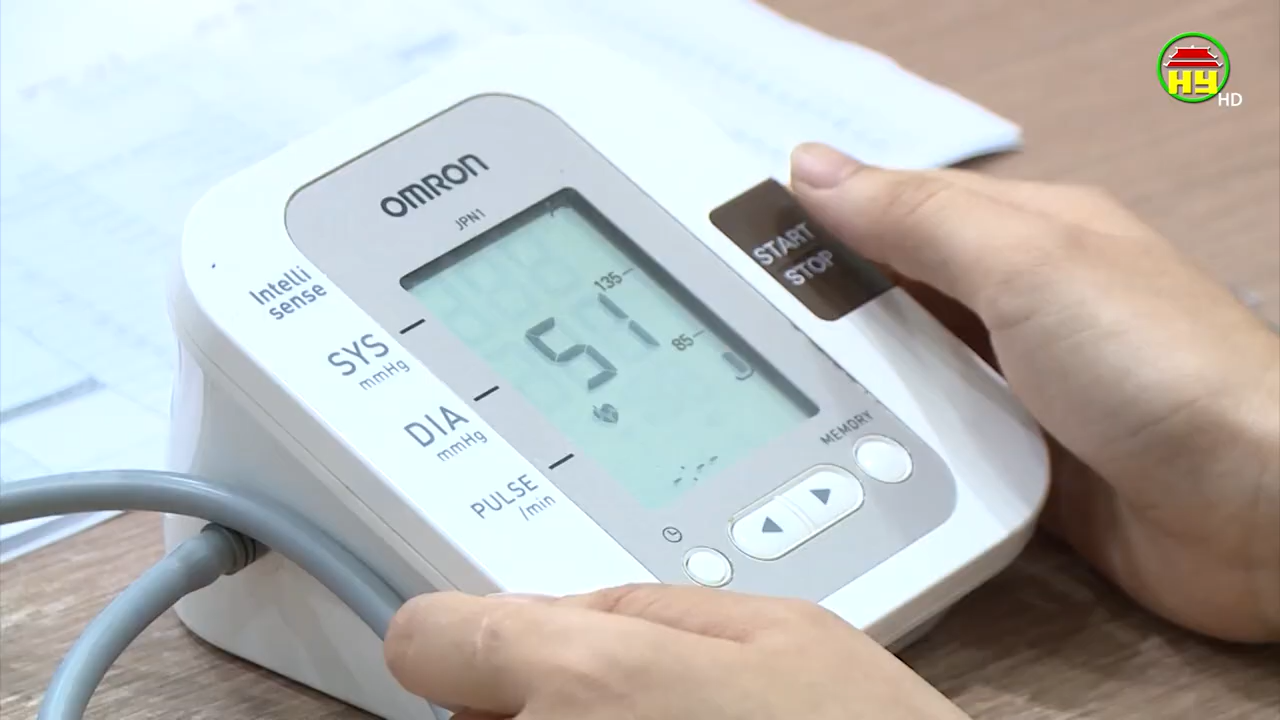 HY
HD
OMRON
JPN1
Intelli
sense
SYS
mmHg
DIA
mmHg
PULSE
/min
135
51
85
START
STOP
MEMORY